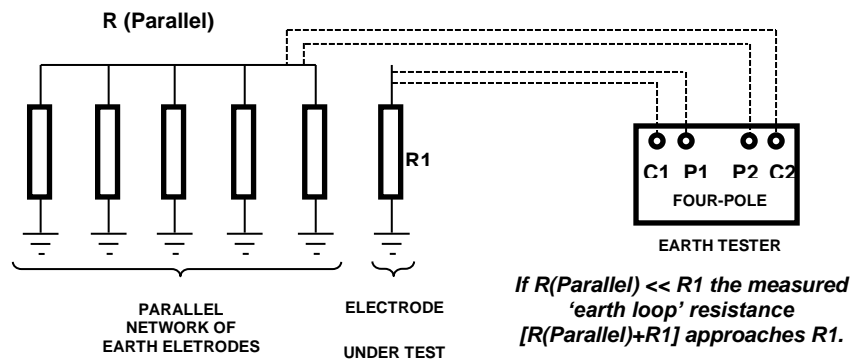 R (Parallel)
R1
C1 P1 P2 C2
FOUR-POLE
EARTH TESTER
PARALLEL
NETWORK OF
EARTH ELETRODES
ELECTRODE
UNDER TEST
If R(Parallel) << R1 the measured
‘earth loop’ resistance
[R(Parallel)+R1] approaches R1.